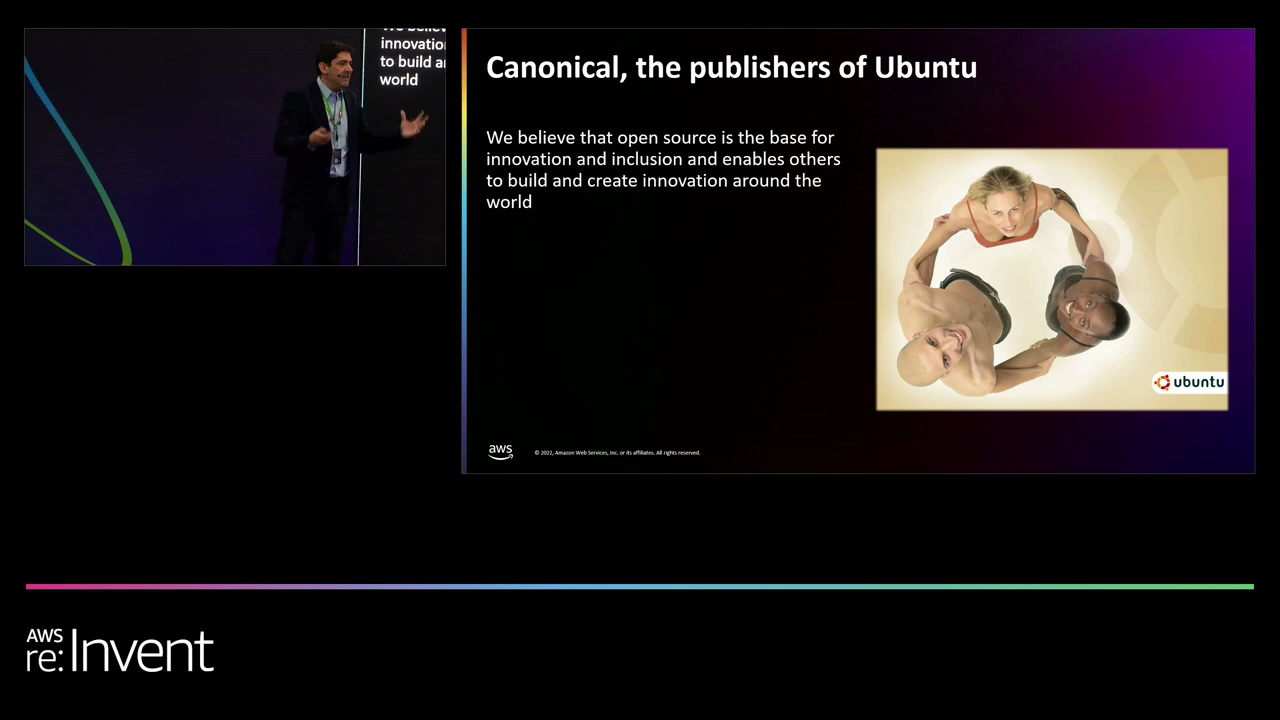 innovatio
to build a
world
Canonical, the publishers of Ubuntu
We believe that open source is the base for
innovation and inclusion and enables others
to build and create innovation around the
world
ubuntu
aws
© 2022, Amazon Web Services, Inc. or its affiliates. All rights reserved.
AWS
re:Invent